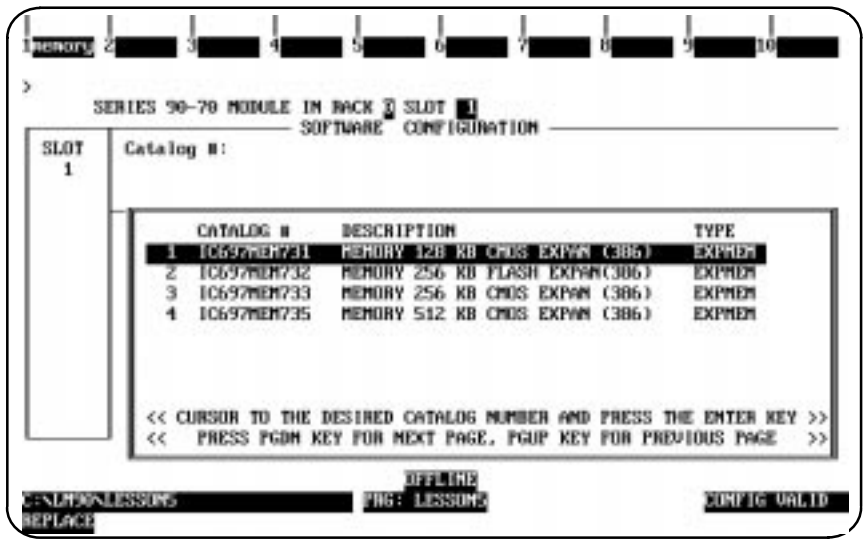 1memory 2 3 4 5 6 7 8 9 10
>
SERIES 90-70 MODULE IN RACK 0 SLOT 1
SOFTWARE CONFIGURATION
SLOT Catalog #:
1
CATALOG # DESCRIPTION TYPE
1 IC697MEM731 MEMORY 128 KB CMOS EXPAN (386) EXPMEM
2 IC697MEM732 MEMORY 256 KB FLASH EXPAN(386) EXPMEM
3 IC697MEM733 MEMORY 256 KB CMOS EXPAN (386) EXPMEM
4 IC697MEM735 MEMORY 512 KB CMOS EXPAN (386) EXPMEM
<< CURSOR TO THE DESIRED CATALOG NUMBER AND PRESS THE ENTER KEY >>
<< PRESS PGDN KEY FOR NEXT PAGE, PGUP KEY FOR PREVIOUS PAGE >>
OFFLINE
C:\LM90\LESSON5 PRG: LESSON5 CONFIG VALID
REPLACE